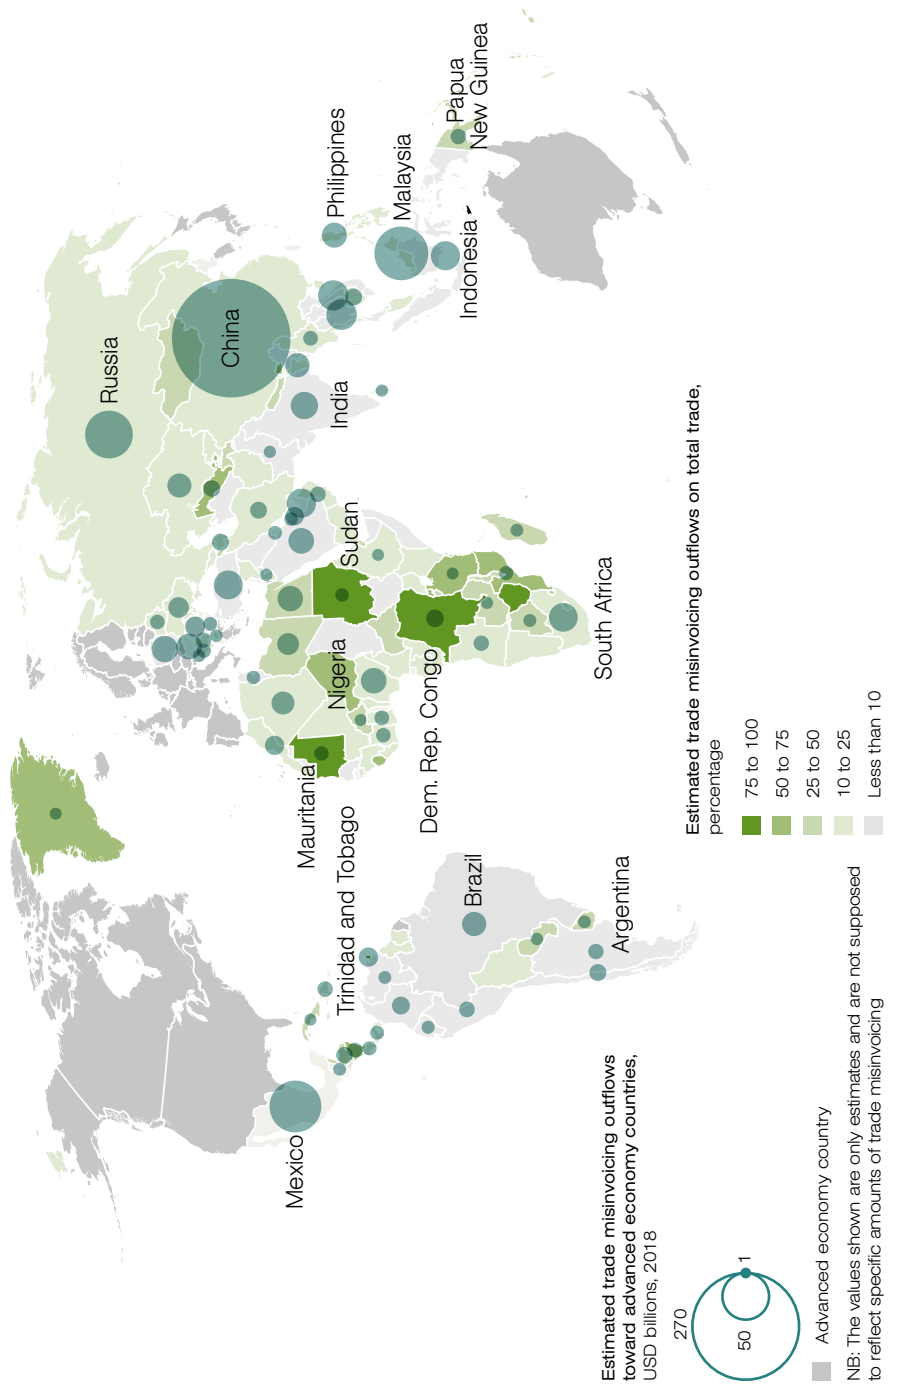 Russia
China
Philippines
Malaysia
Papua
New Guinea
Indonesia
India
Sudan
Nigeria
Mauritania
Dem. Rep. Congo
South Africa
Trinidad and Tobago
Brazil
Argentina
Mexico
Estimated trade misinvoicing outflows
toward advanced economy countries,
USD billions, 2018
270
50
1
Advanced economy country
NB: The values shown are only estimates and are not supposed
to reflect specific amounts of trade misinvoicing
Estimated trade misinvoicing outflows on total trade,
percentage
75 to 100
50 to 75
25 to 50
10 to 25
Less than 10